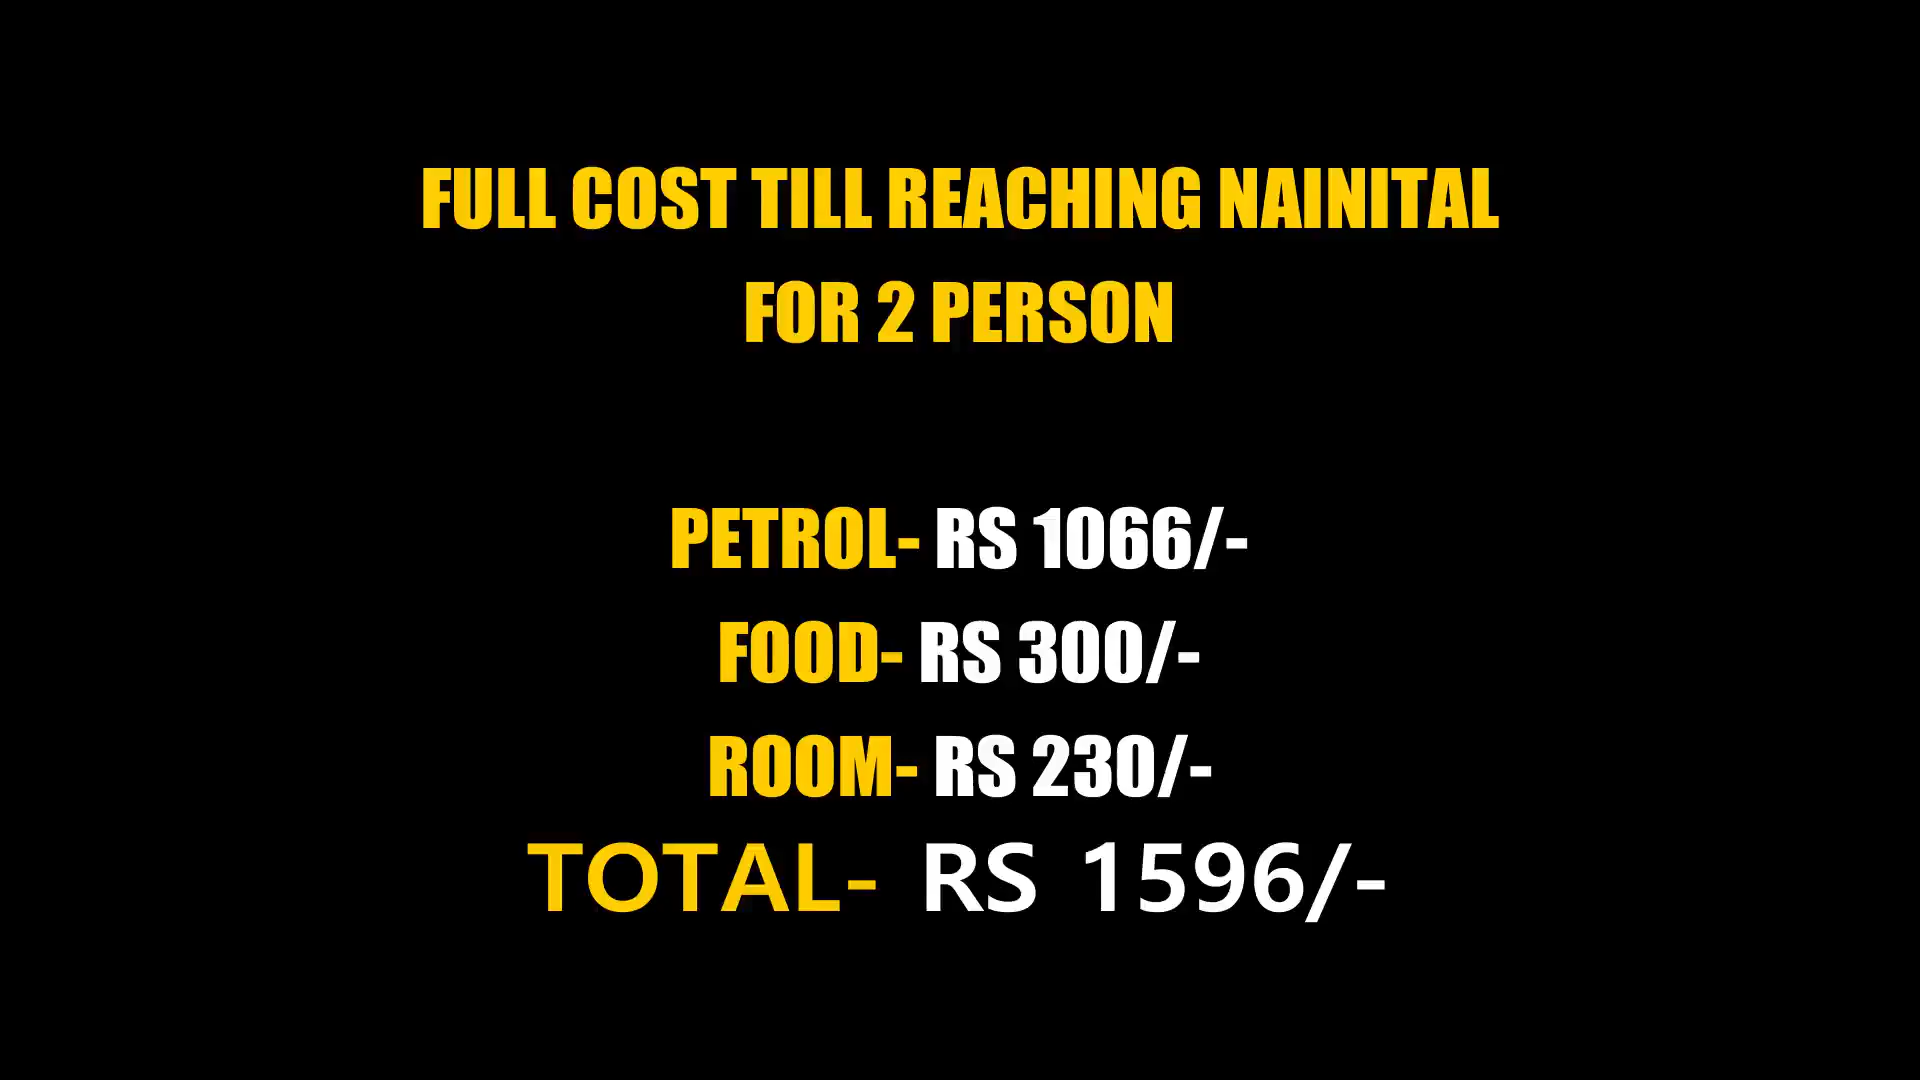 FULL COST TILL REACHING NAINITAL
FOR 2 PERSON
PETROL- RS 1066/-
FOOD- RS 300/-
ROOM- RS 230/-
TOTAL- RS 1596/-